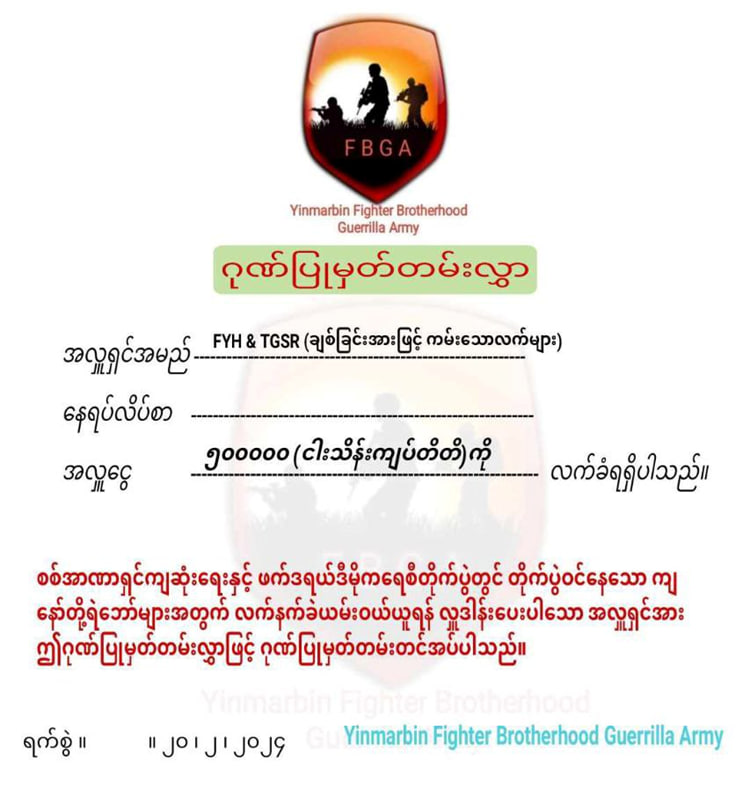 FBGA
Yinmarbin Fighter Brotherhood
Guerrilla Army
ဂုဏ်ပြုမှတ်တမ်းလွှာ
အလှူရှင်အမည် FYH & TGSR (ချစ်ခြင်းအားဖြင့် ကမ်းသောလက်များ)
နေရပ်လိပ်စာ
အလှူငွေ ၅၀၀၀၀၀ (ငါးသိန်းကျပ်တိတိ)ကို လက်ခံရရှိပါသည်။
စစ်အာဏာရှင်ကျဆုံးရေးနှင့် ဖက်ဒရယ်ဒီမိုကရေစီတိုက်ပွဲတွင် တိုက်ပွဲဝင်နေသော ကျ
နော်တို့ရဲဘော်များအတွက် လက်နက်ခဲယမ်းဝယ်ယူရန် လှူဒါန်းပေးပါသော အလှူရှင်အား
ဤဂုဏ်ပြုမှတ်တမ်းလွှာဖြင့် ဂုဏ်ပြုမှတ်တမ်းတင်အပ်ပါသည်။
FBGA
Yinmarbin Fighter Brotherhood
ရက်စွဲ ။ ။ ၂၀ ၊ ၂ ၊ ၂၀၂၄ Yinmarbin Fighter Brotherhood Guerrilla Army